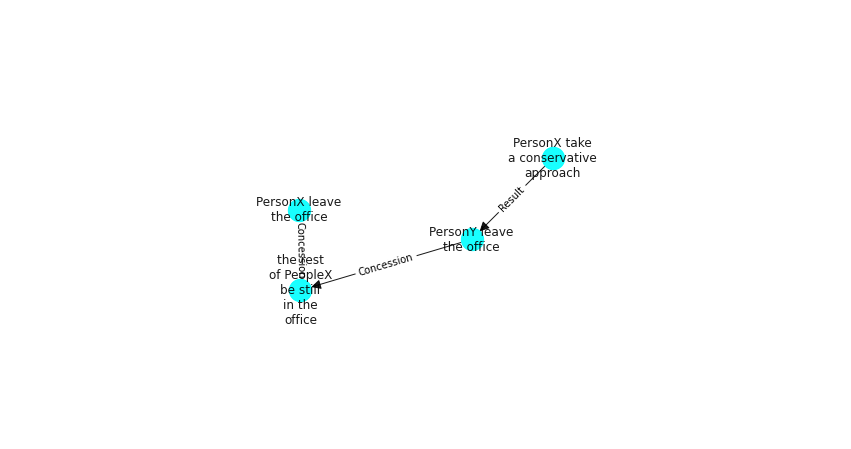 PersonX take
a conservative
approach
Result
PersonX leave
the office
PersonY leave
the office
Concession
Concession
the rest
of PeopleX
be still
in the
office